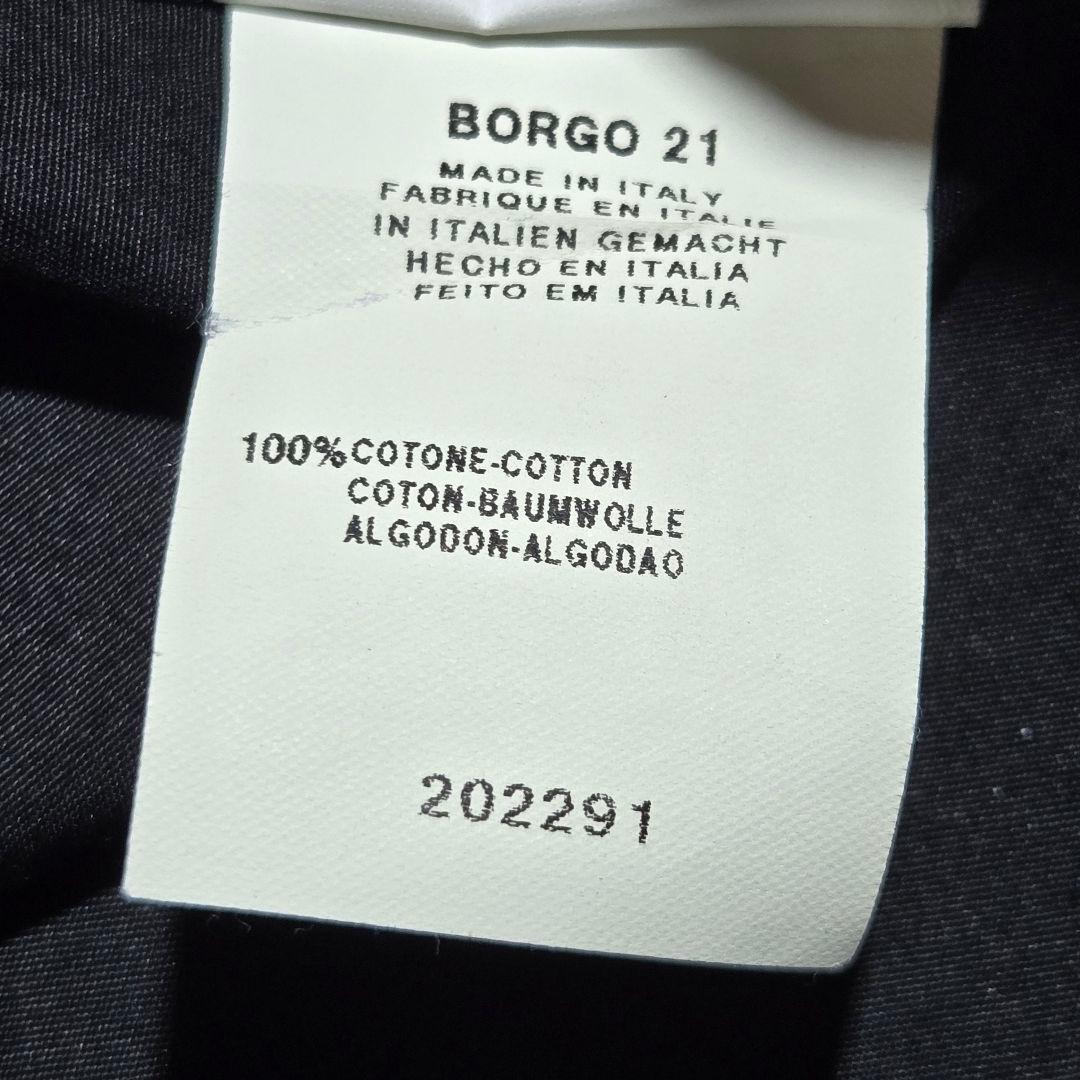 BORGO 21
MADE IN ITALY
FABRIQUE EN ITALIE
IN ITALIEN GEMACHT
HECHO EN ITALIA
FEITO EM ITALIA
100% COTONE-COTTON
COTON-BAUMWOLLE
ALGODON-ALGODAO
202291